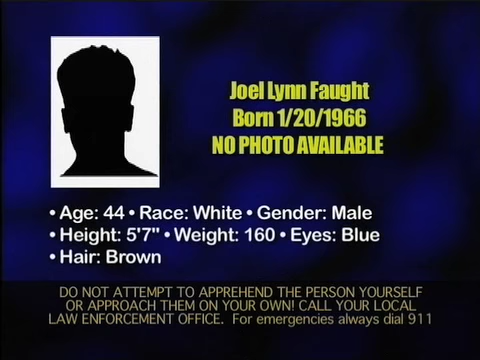 Joel Lynn Faught
Born 1/20/1966
NO PHOTO AVAILABLE
• Age: 44 • Race: White • Gender: Male
• Height: 5'7" • Weight: 160 • Eyes: Blue
• Hair: Brown
DO NOT ATTEMPT TO APPREHEND THE PERSON YOURSELF
OR APPROACH THEM ON YOUR OWN! CALL YOUR LOCAL
LAW ENFORCEMENT OFFICE. For emergencies always dial 911